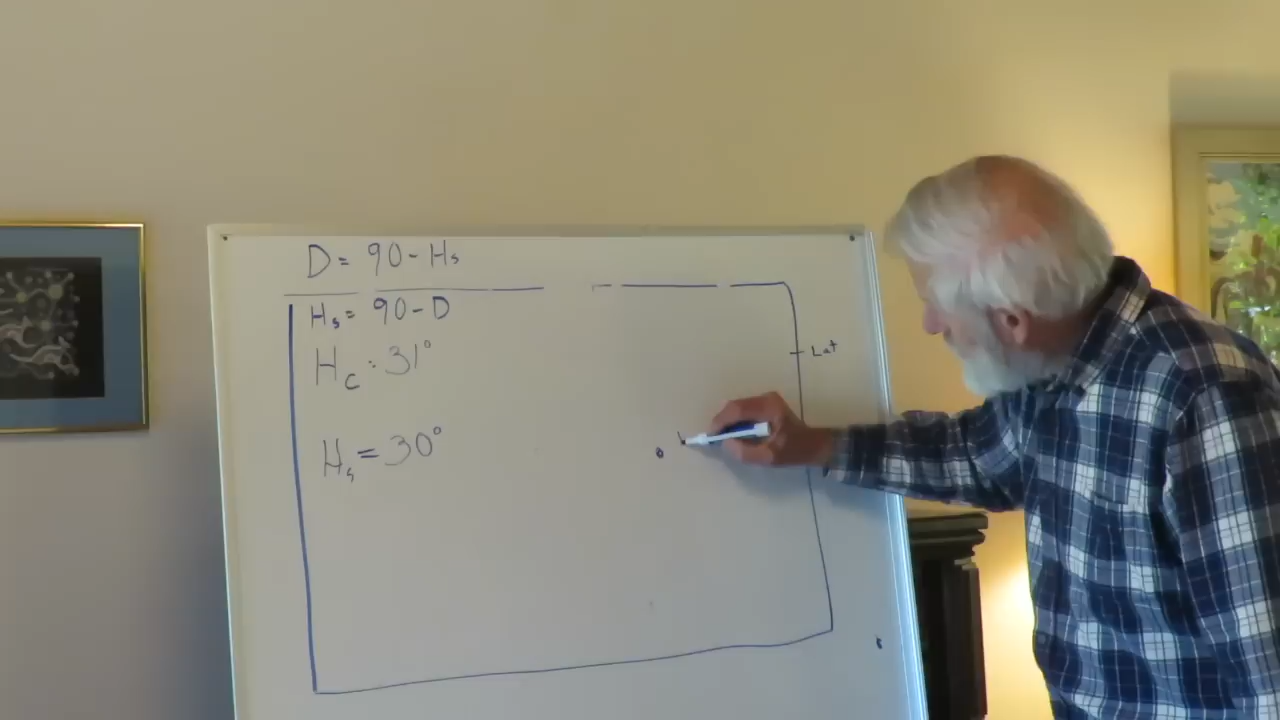 D = 90 - Hs
Hs = 90 - D
Hc : 31°
Hs = 30°
Lat